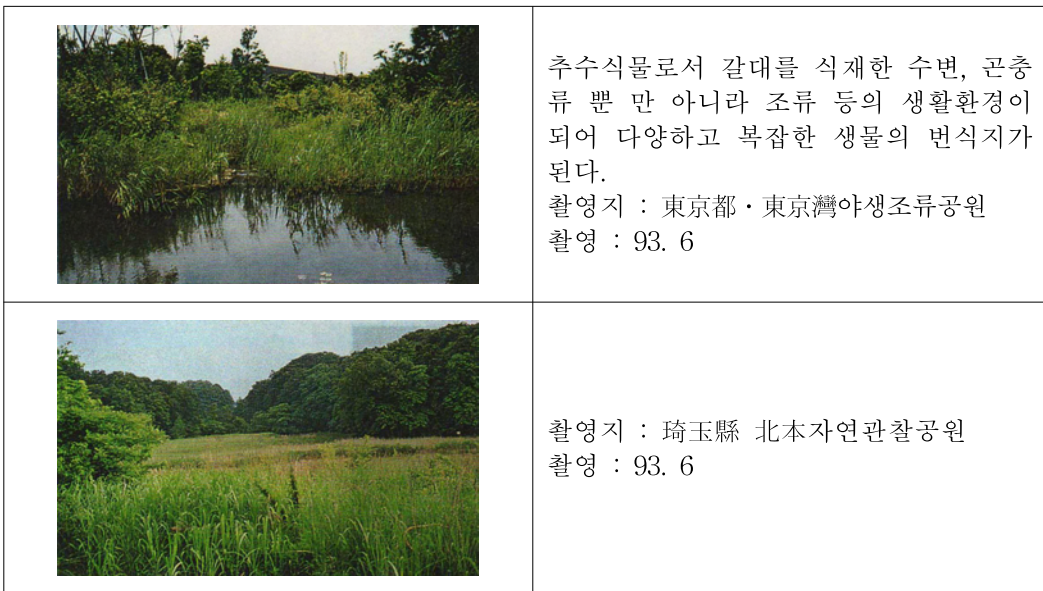 추수식물로서 갈대를 식재한 수변, 곤충
류 뿐 만 아니라 조류 등의 생활환경이
되어 다양하고 복잡한 생물의 번식지가
된다.
촬영지 : 東京都・東京灣야생조류공원
촬영 : 93. 6
촬영지 : 琦玉縣 北本자연관찰공원
촬영 : 93. 6